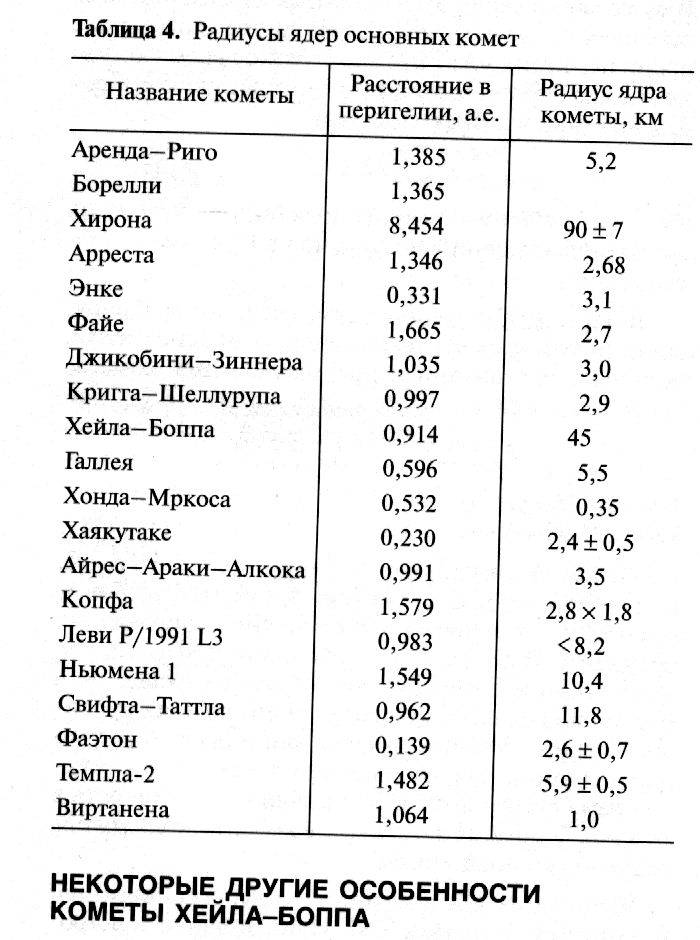 Таблица 4. Радиусы ядер основных комет
Название кометы Расстояние в перигелии, а.е. Радиус ядра кометы, км
Аренда–Риго 1,385 5,2
Борелли 1,365
Хирона 8,454 90 ± 7
Арреста 1,346 2,68
Энке 0,331 3,1
Файе 1,665 2,7
Джикобини–Зиннера 1,035 3,0
Григга–Шеллурупа 0,997 2,9
Хейла–Боппа 0,914 45
Галлея 0,596 5,5
Хонда–Мркоса 0,532 0,35
Хаякутаке 0,230 2,4 ± 0,5
Айрес–Араки–Алкока 0,991 3,5
Копфа 1,579 2,8 × 1,8
Леви P/1991 L3 0,983 <8,2
Ньюмена 1 1,549 10,4
Свифта–Таттла 0,962 11,8
Фаэтон 0,139 2,6 ± 0,7
Темпла-2 1,482 5,9 ± 0,5
Виртанена 1,064 1,0
НЕКОТОРЫЕ ДРУГИЕ ОСОБЕННОСТИ
КОМЕТЫ ХЕЙЛА–БОППА